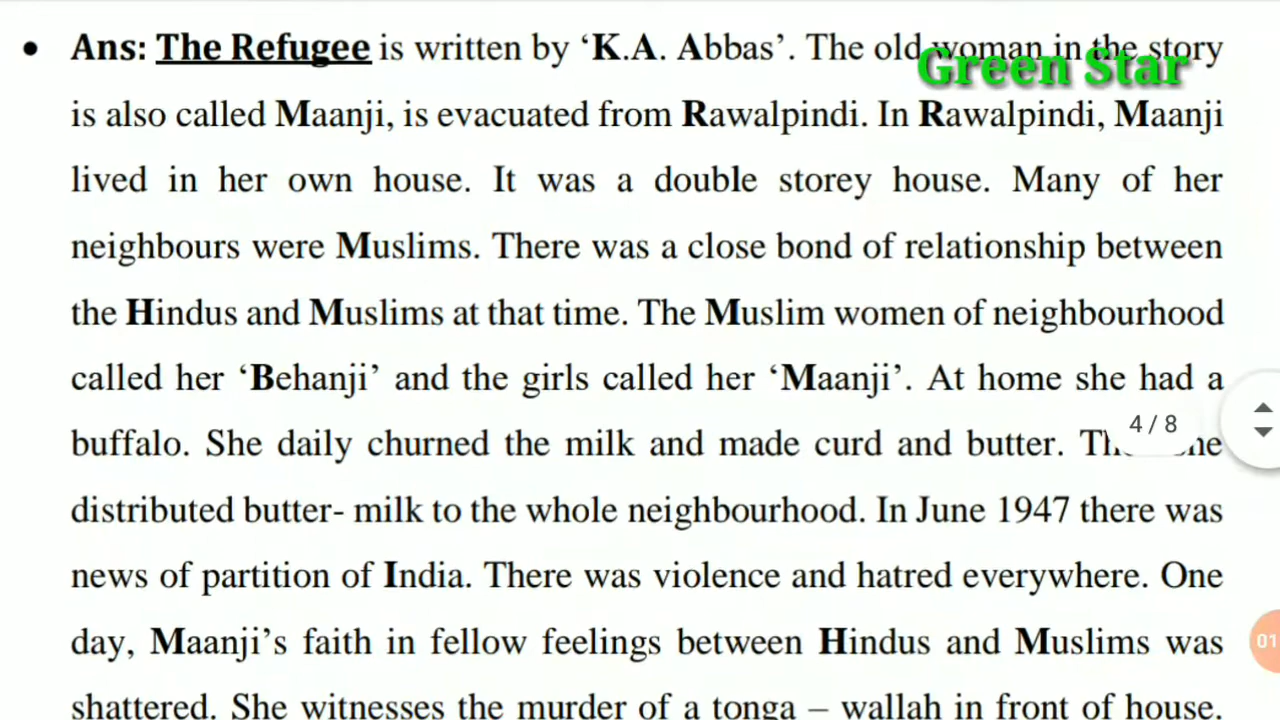 • Ans: The Refugee is written by ‘K.A. Abbas’. The old woman in the story
Green Star
is also called Maanji, is evacuated from Rawalpindi. In Rawalpindi, Maanji
lived in her own house. It was a double storey house. Many of her
neighbours were Muslims. There was a close bond of relationship between
the Hindus and Muslims at that time. The Muslim women of neighbourhood
called her ‘Behanji’ and the girls called her ‘Maanji’. At home she had a
4 / 8
buffalo. She daily churned the milk and made curd and butter.
distributed butter- milk to the whole neighbourhood. In June 1947 there was
news of partition of India. There was violence and hatred everywhere. One
day, Maanji’s faith in fellow feelings between Hindus and Muslims was
01
shattered. She witnesses the murder of a tonga – wallah in front of house.